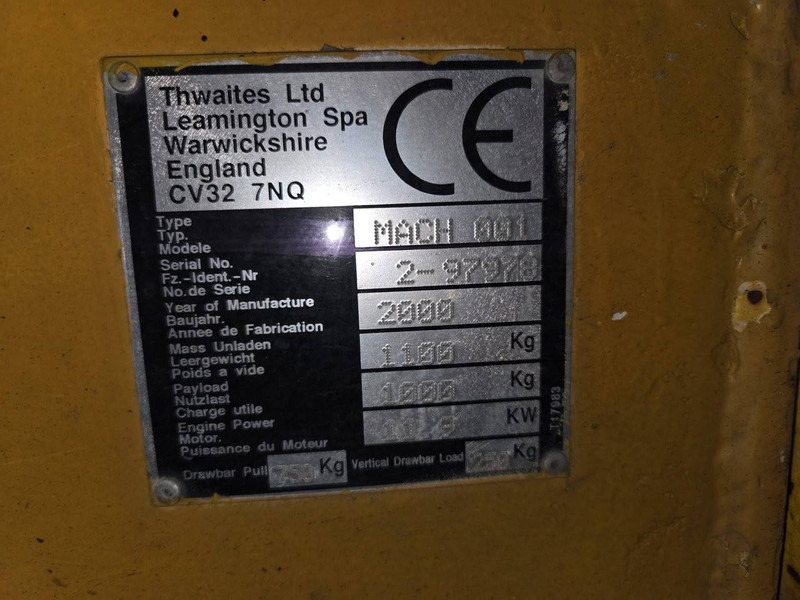 Thwaites Ltd
Leamington Spa
Warwickshire
England
CV32 7NQ
CE
Type
Typ.
Modele
MACH 001
Serial No.
Fz.-Ident.-Nr
No.de Serie
Year of Manufacture
Baujahr.
Annee de Fabrication
2000
Mass Unladen
Leergewicht
Poids a vide
1100 Kg
Payload
Nutzlast
Charge utile
1000 Kg
Engine Power
Motor.
Puissance du Moteur
KW
Drawbar Pull 750 Kg Vertical Drawbar Load Kg
T17983